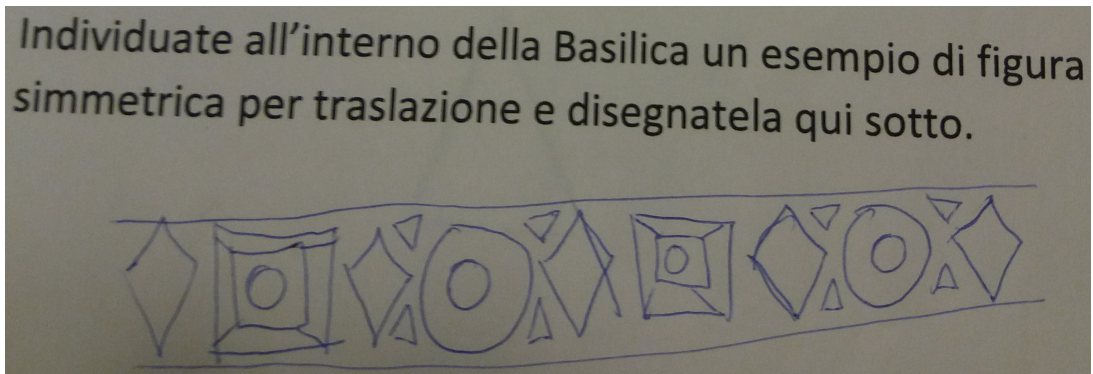 Individuate all'interno della Basilica un esempio di figura
simmetrica per traslazione e disegnatela qui sotto.